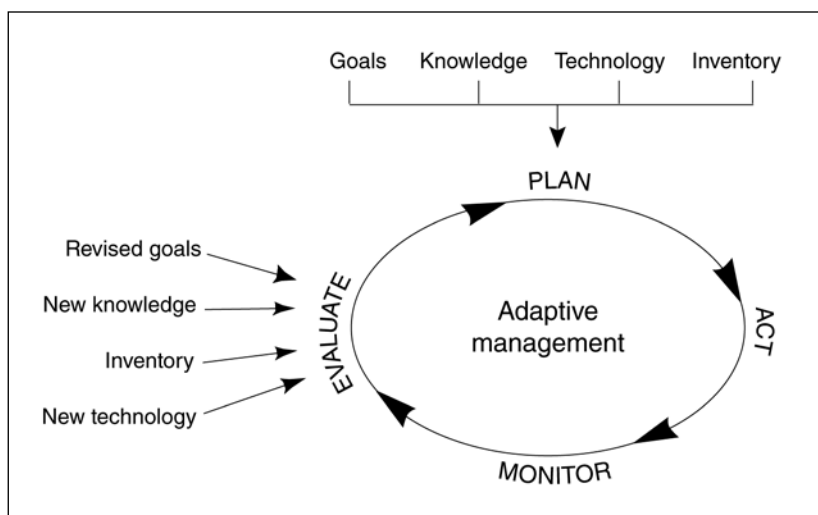 Goals Knowledge Technology Inventory
PLAN
Revised goals
New knowledge
Inventory
New technology
EVALUATE
Adaptive
management
ACT
MONITOR